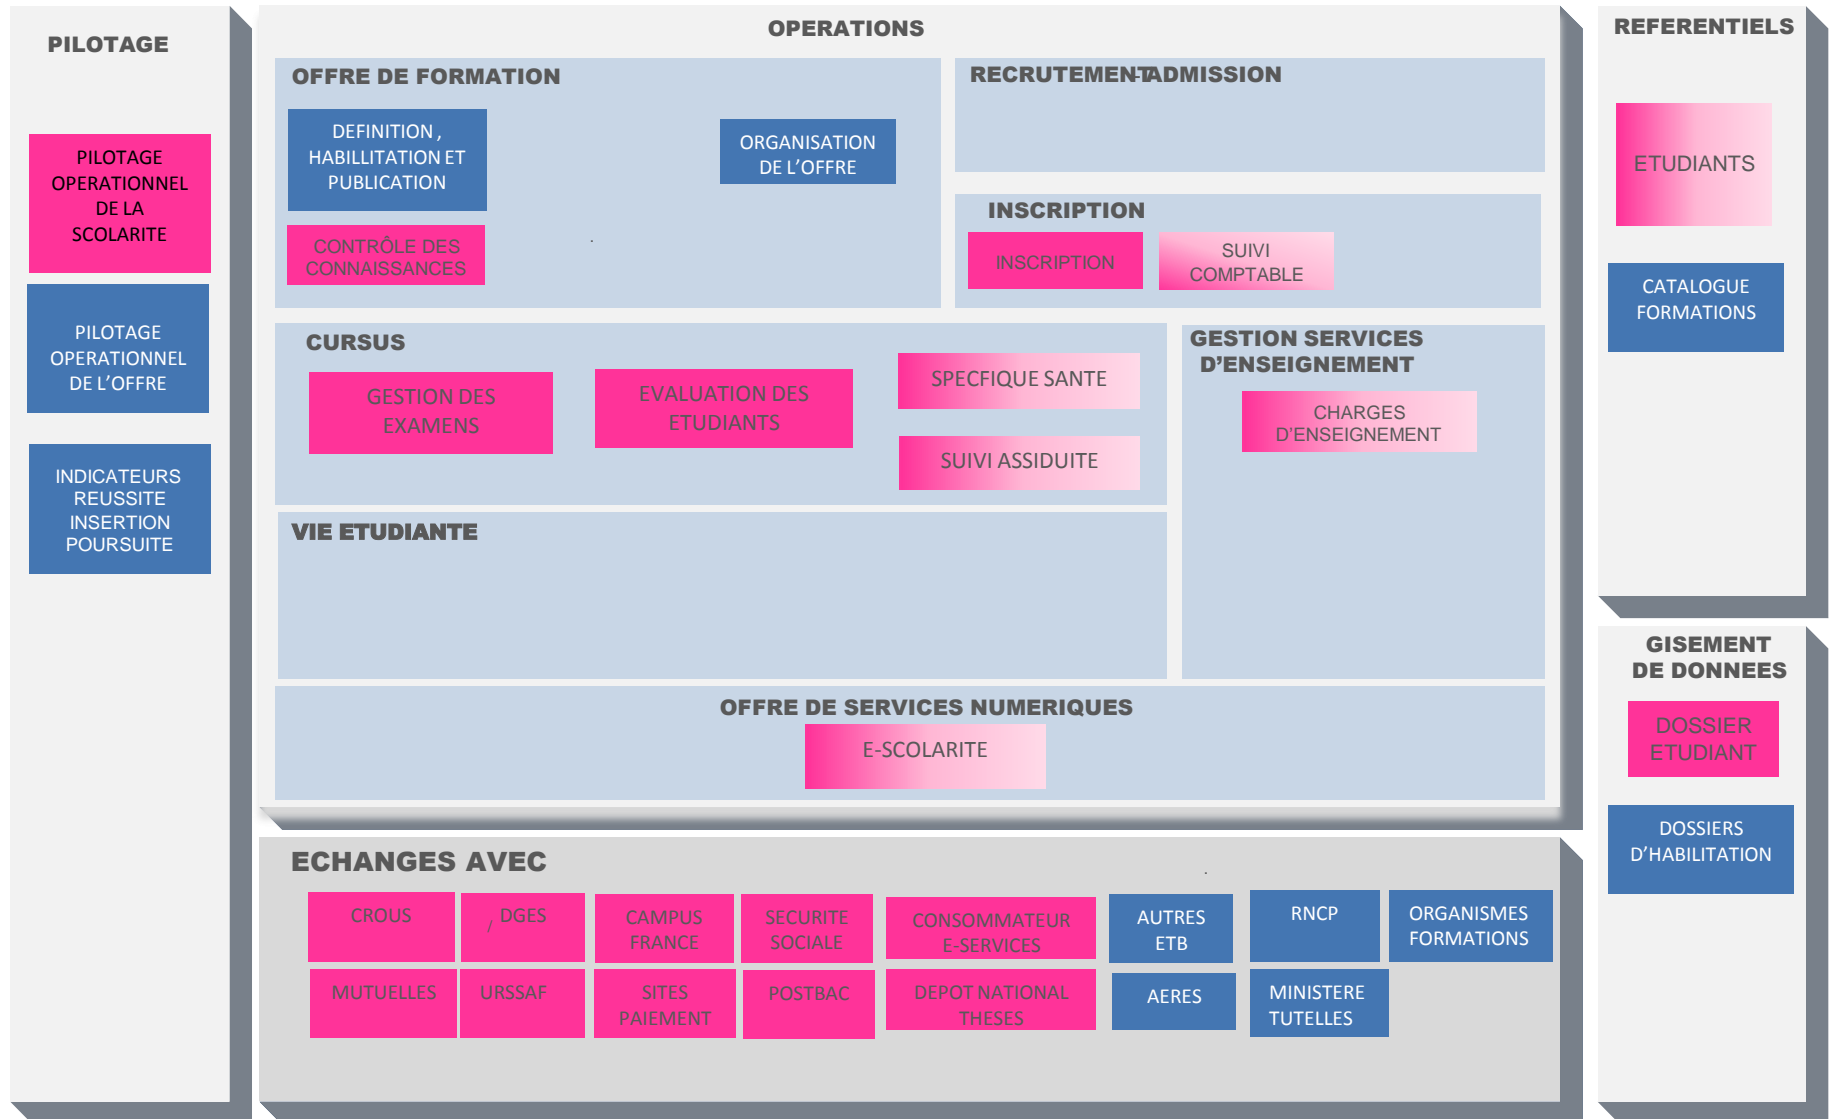 PILOTAGE
PILOTAGE
OPERATIONNEL
DE LA
SCOLARITE
PILOTAGE
OPERATIONNEL
DE L’OFFRE
INDICATEURS
REUSSITE
INSERTION
POURSUITE
OPERATIONS
OFFRE DE FORMATION
DEFINITION ,
HABILLITATION ET
PUBLICATION
ORGANISATION
DE L’OFFRE
CONTRÔLE DES
CONNAISSANCES
RECRUTEMENT-ADMISSION
INSCRIPTION
INSCRIPTION
SUIVI
COMPTABLE
CURSUS
GESTION DES
EXAMENS
EVALUATION DES
ETUDIANTS
SPECFIQUE SANTE
SUIVI ASSIDUITE
GESTION SERVICES
D’ENSEIGNEMENT
CHARGES
D’ENSEIGNEMENT
VIE ETUDIANTE
OFFRE DE SERVICES NUMERIQUES
E-SCOLARITE
ECHANGES AVEC
CROUS
/ DGES
CAMPUS
FRANCE
SECURITE
SOCIALE
CONSOMMATEUR
E-SERVICES
AUTRES
ETB
RNCP
ORGANISMES
FORMATIONS
MUTUELLES
URSSAF
SITES
PAIEMENT
POSTBAC
DEPOT NATIONAL
THESES
AERES
MINISTERE
TUTELLES
REFERENTIELS
ETUDIANTS
CATALOGUE
FORMATIONS
GISEMENT
DE DONNEES
DOSSIER
ETUDIANT
DOSSIERS
D’HABILITATION